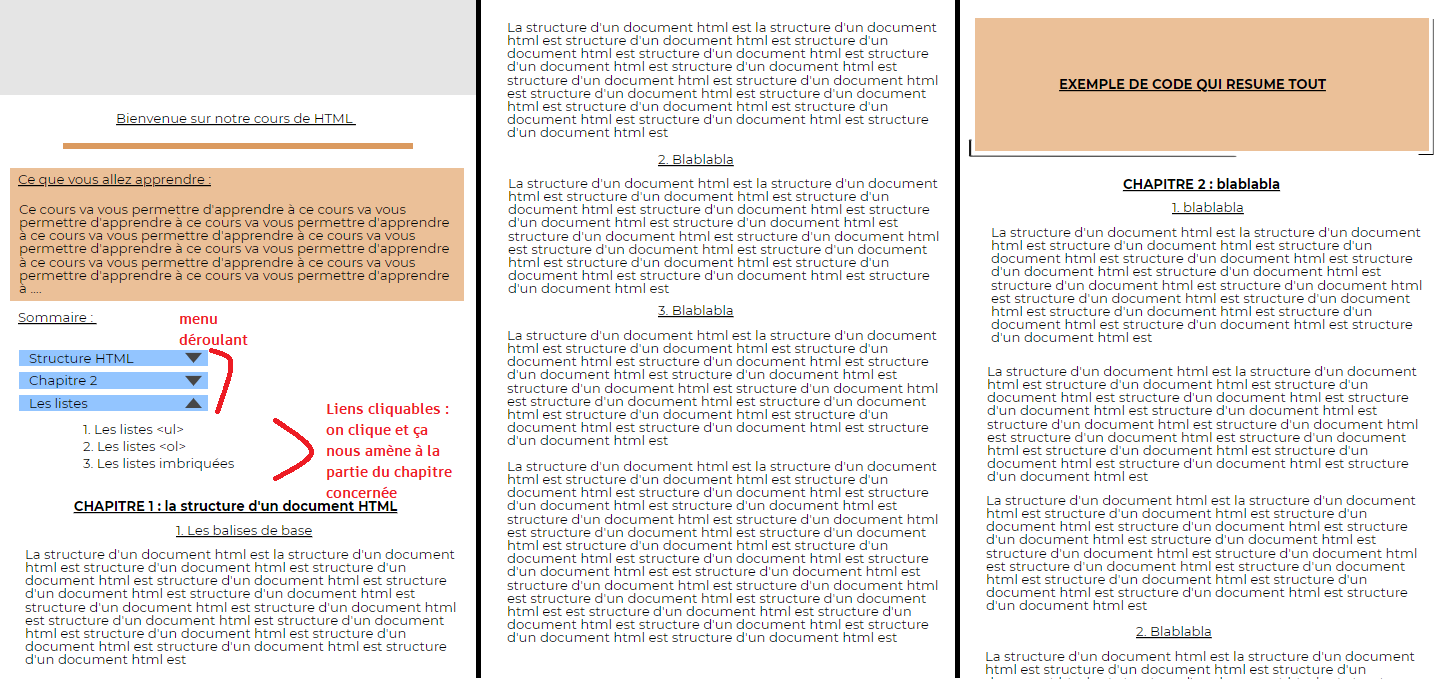 Bienvenue sur notre cours de HTML
Ce que vous allez apprendre :
Ce cours va vous permettre d'apprendre à ce cours va vous
permettre d'apprendre à ce cours va vous permettre d'apprendre
à ce cours va vous permettre d'apprendre à ce cours va vous
permettre d'apprendre à ce cours va vous permettre d'apprendre
à ce cours va vous permettre d'apprendre à ce cours va vous
permettre d'apprendre à ce cours va vous permettre d'apprendre
à ....
Sommaire :
menu
déroulant
Structure HTML
Chapitre 2
Les listes
1. Les listes <ul>
2. Les listes <ol>
3. Les listes imbriquées
Liens cliquables :
on clique et ça
nous amène à la
partie du chapitre
concernée
CHAPITRE 1 : la structure d'un document HTML
1. Les balises de base
La structure d'un document html est la structure d'un document
html est structure d'un document html est structure d'un
document html est structure d'un document html est structure
d'un document html est structure d'un document html est
structure d'un document html est structure d'un document html
est structure d'un document html est structure d'un document
html est structure d'un document html est structure d'un
document html est structure d'un document html est structure
d'un document html est
La structure d'un document html est la structure d'un document
html est structure d'un document html est structure d'un
document html est structure d'un document html est structure
d'un document html est structure d'un document html est
structure d'un document html est structure d'un document html
est structure d'un document html est structure d'un document
html est structure d'un document html est structure d'un
document html est structure d'un document html est structure
d'un document html est
2. Blablabla
La structure d'un document html est la structure d'un document
html est structure d'un document html est structure d'un
document html est structure d'un document html est structure
d'un document html est structure d'un document html est
structure d'un document html est structure d'un document html
est structure d'un document html est structure d'un document
html est structure d'un document html est structure d'un
document html est structure d'un document html est structure
d'un document html est
3. Blablabla
La structure d'un document html est la structure d'un document
html est structure d'un document html est structure d'un
document html est structure d'un document html est structure
d'un document html est structure d'un document html est
structure d'un document html est structure d'un document html
est structure d'un document html est structure d'un document
html est structure d'un document html est structure d'un
document html est structure d'un document html est structure
d'un document html est
La structure d'un document html est la structure d'un document
html est structure d'un document html est structure d'un
document html est structure d'un document html est structure
d'un document html est structure d'un document html est
structure d'un document html est structure d'un document html
est structure d'un document html est structure d'un document
html est structure d'un document html est structure d'un
document html est structure d'un document html est structure
d'un document html est est structure d'un document html est
structure d'un document html est structure d'un document html
est structure d'un document html est structure d'un document
html est est structure d'un document html est structure d'un
document html est structure d'un document html est structure
d'un document html est structure d'un document html est
EXEMPLE DE CODE QUI RESUME TOUT
CHAPITRE 2 : blablabla
1. blablabla
La structure d'un document html est la structure d'un document
html est structure d'un document html est structure d'un
document html est structure d'un document html est structure
d'un document html est structure d'un document html est
structure d'un document html est structure d'un document html
est structure d'un document html est structure d'un document
html est structure d'un document html est structure d'un
document html est structure d'un document html est structure
d'un document html est
La structure d'un document html est la structure d'un document
html est structure d'un document html est structure d'un
document html est structure d'un document html est structure
d'un document html est structure d'un document html est
structure d'un document html est structure d'un document html
est structure d'un document html est structure d'un document
html est structure d'un document html est structure d'un
document html est structure d'un document html est structure
d'un document html est
La structure d'un document html est la structure d'un document
html est structure d'un document html est structure d'un
document html est structure d'un document html est structure
d'un document html est structure d'un document html est
structure d'un document html est structure d'un document html
est structure d'un document html est structure d'un document
html est structure d'un document html est structure d'un
document html est structure d'un document html est structure
d'un document html est
2. Blablabla
La structure d'un document html est la structure d'un document
html est structure d'un document html est structure d'un